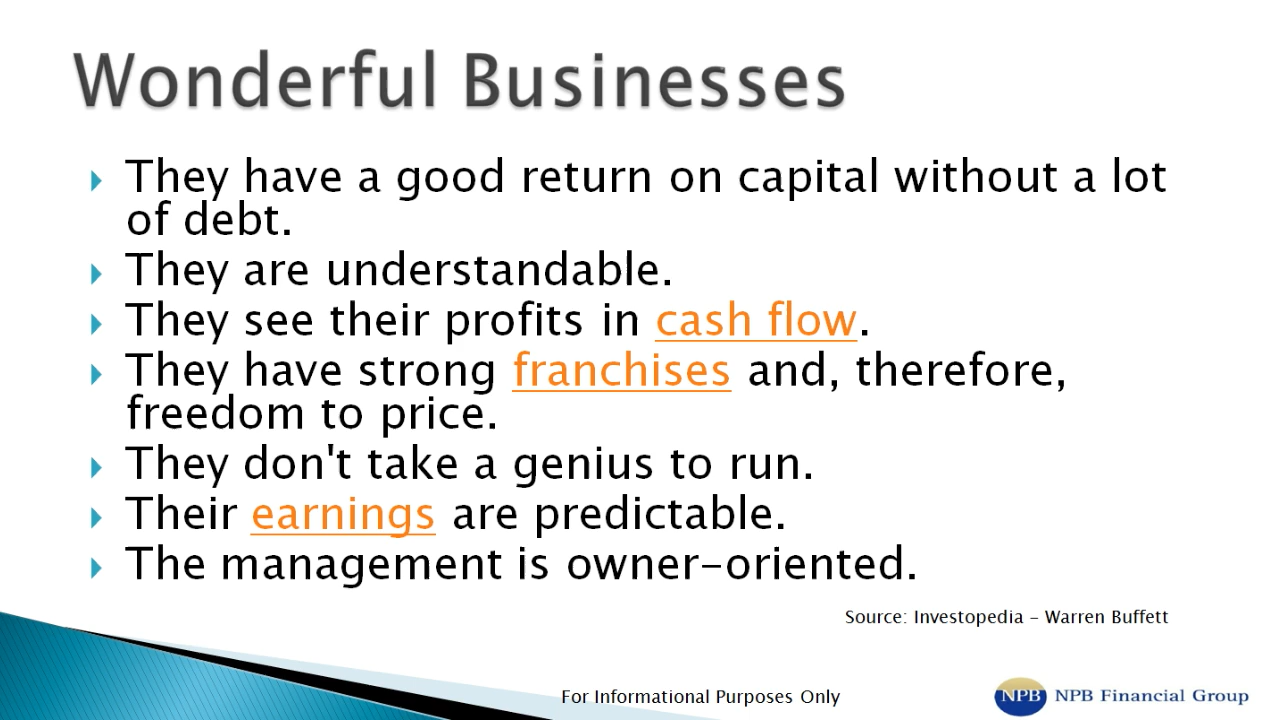 Wonderful Businesses
They have a good return on capital without a lot
of debt.
They are understandable.
They see their profits in cash flow.
They have strong franchises and, therefore,
freedom to price.
They don't take a genius to run.
Their earnings are predictable.
The management is owner-oriented.
Source: Investopedia – Warren Buffett
For Informational Purposes Only
NPB NPB Financial Group